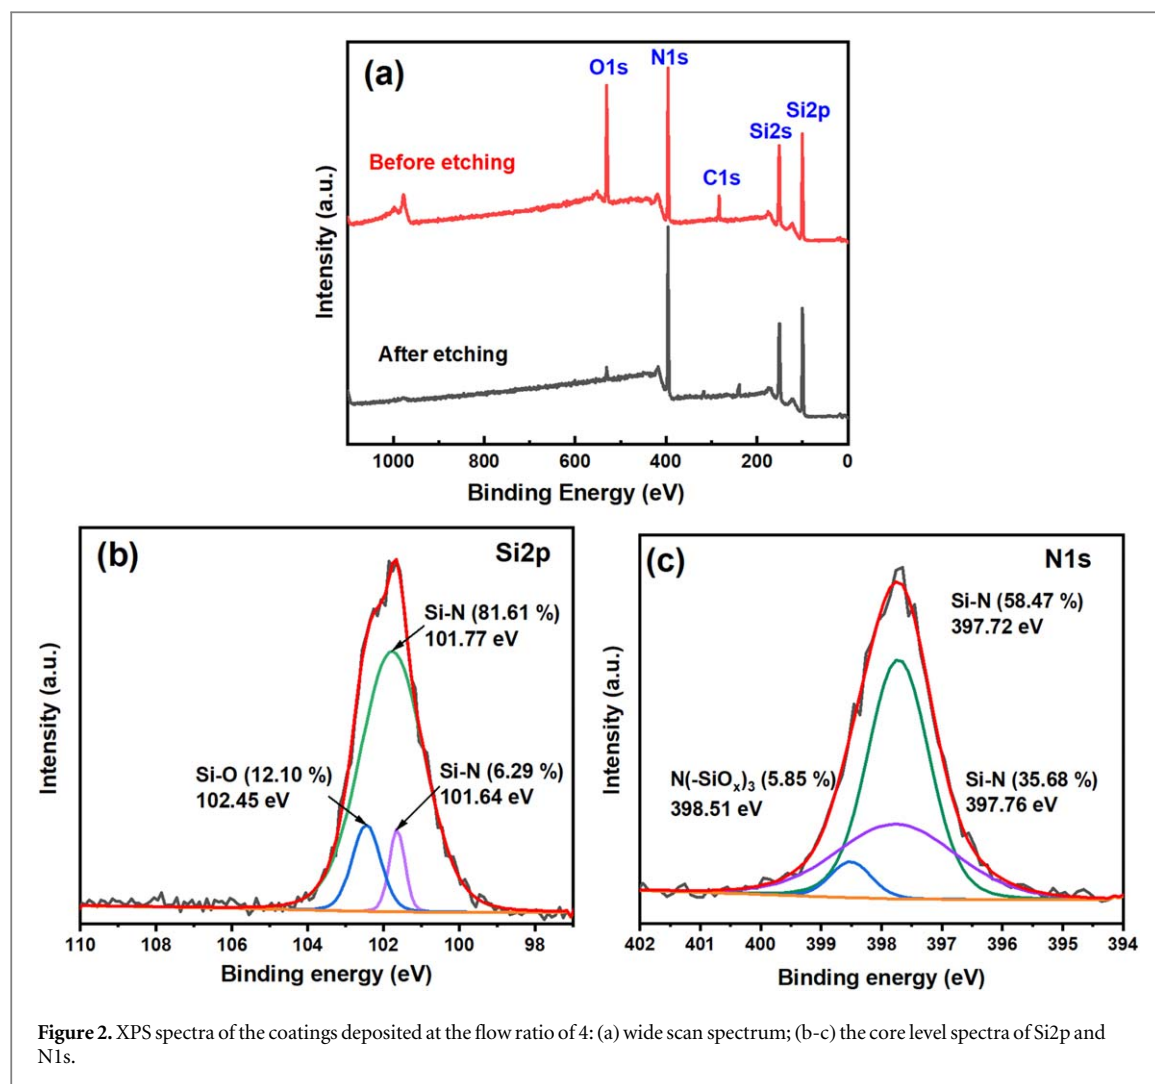 (a)
O1s
N1s
Si2p
Si2s
C1s
Before etching
After etching
Intensity (a.u.)
1000 800 600 400 200 0
Binding Energy (eV)
(b)
Si2p
Si-N (81.61 %)
101.77 eV
Si-O (12.10 %)
102.45 eV
Si-N (6.29 %)
101.64 eV
Intensity (a.u.)
110 108 106 104 102 100 98
Binding energy (eV)
(c)
N1s
Si-N (58.47 %)
397.72 eV
N(-SiOₓ)₃ (5.85 %)
398.51 eV
Si-N (35.68 %)
397.76 eV
Intensity (a.u.)
402 401 400 399 398 397 396 395 394
Binding energy (eV)
Figure 2. XPS spectra of the coatings deposited at the flow ratio of 4: (a) wide scan spectrum; (b-c) the core level spectra of Si2p and
N1s.